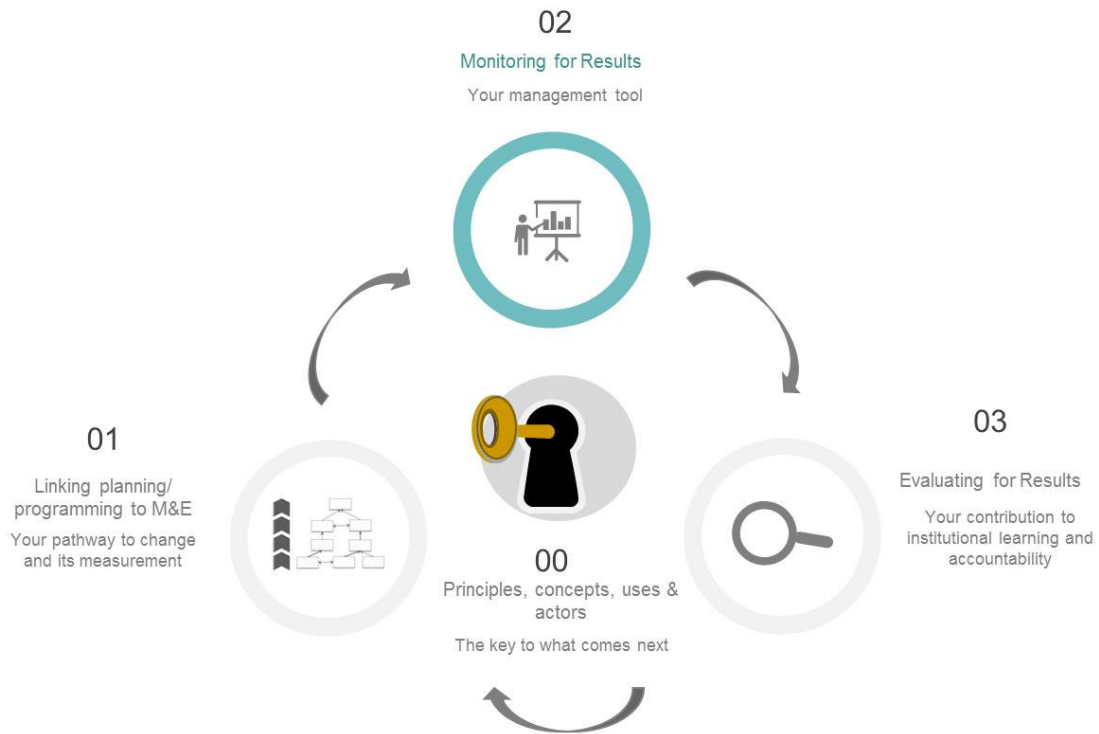 02
Monitoring for Results
Your management tool
01
Linking planning/
programming to M&E
Your pathway to change
and its measurement
03
Evaluating for Results
Your contribution to
institutional learning and
accountability
00
Principles, concepts, uses &
actors
The key to what comes next